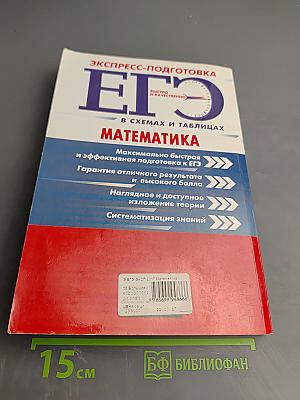 ЭКСПРЕСС-ПОДГОТОВКА
ЕГЭ
БЫСТРО
И КАЧЕСТВЕННО
В СХЕМАХ И ТАБЛИЦАХ
МАТЕМАТИКА
Максимально быстрая
и эффективная подготовка к ЕГЭ
Гарантия отличного результата
и высокого балла
Наглядное и доступное
изложение теории
Систематизация знаний
15 см
БФ БИБЛИОФАН